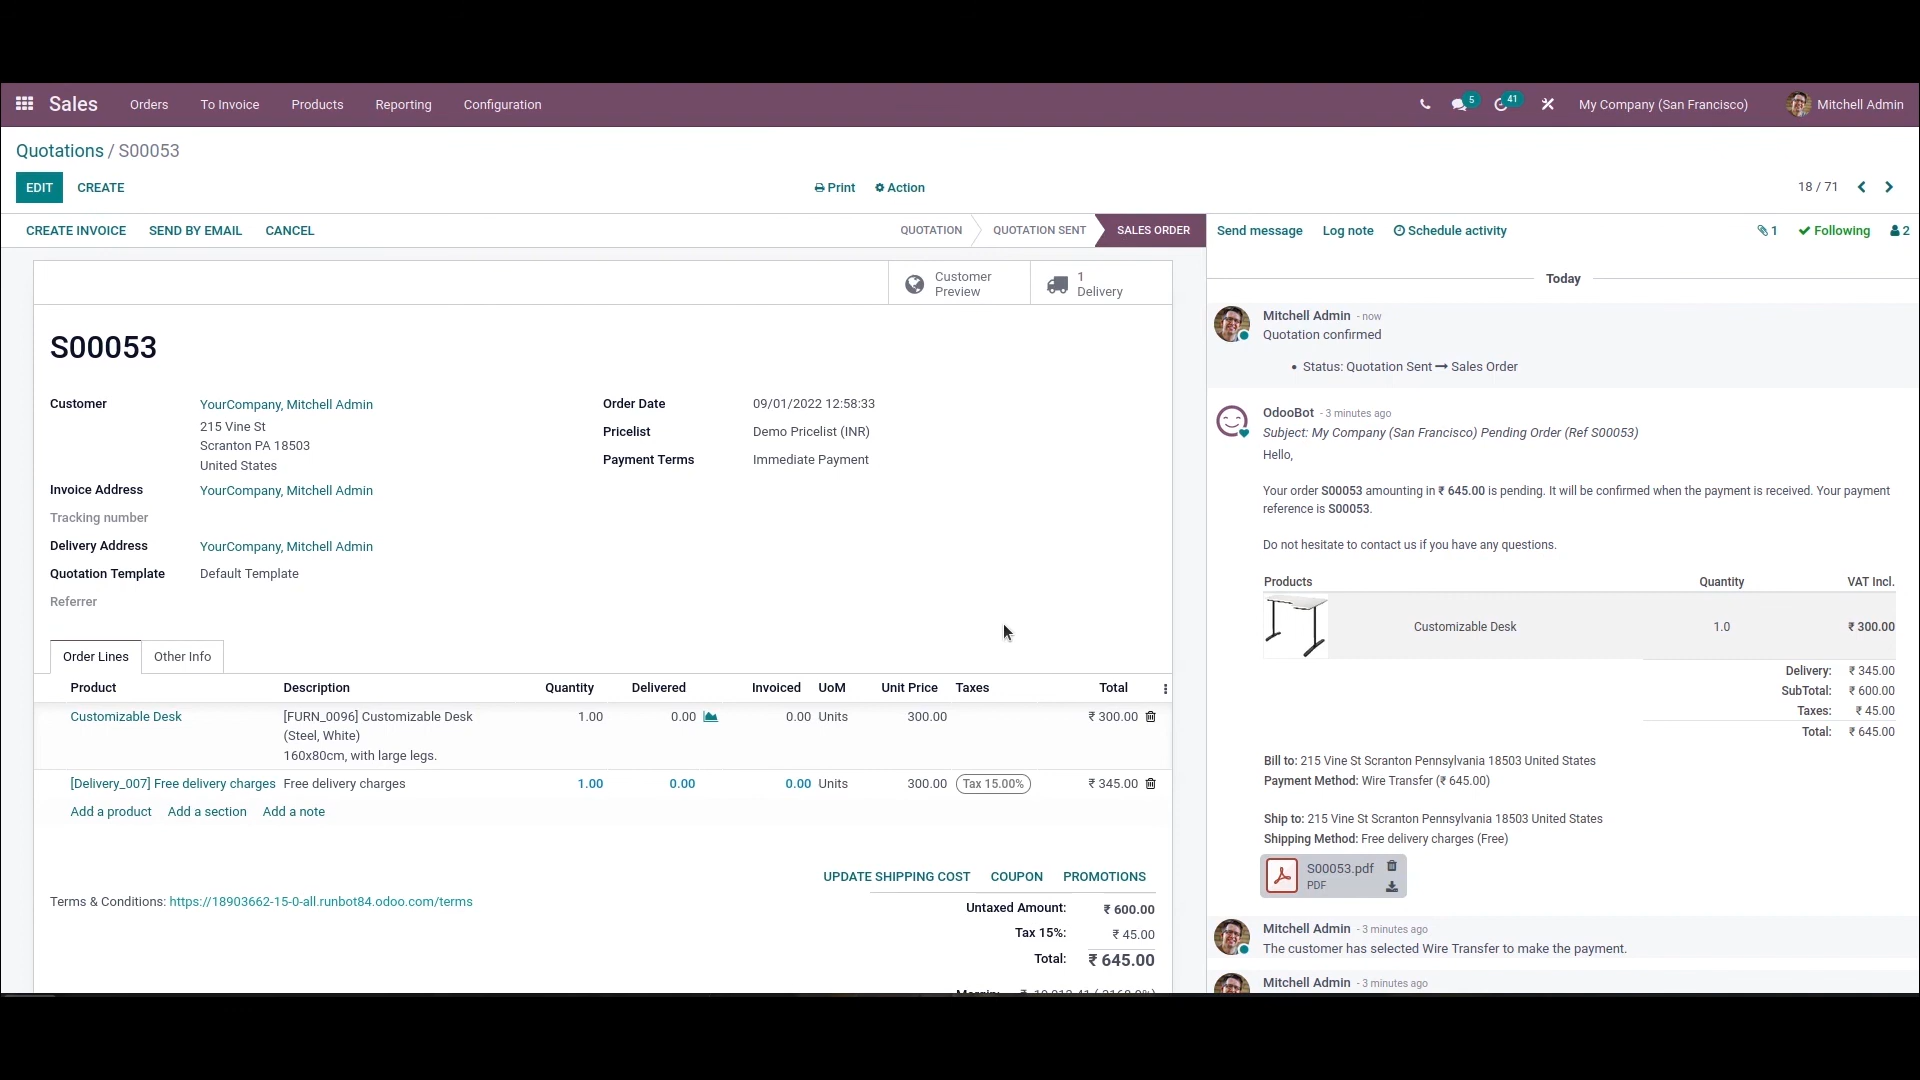 Sales Orders To Invoice Products Reporting Configuration 5 41 My Company (San Francisco) Mitchell Admin
Quotations / S00053
EDIT CREATE Print Action 18 / 71
CREATE INVOICE SEND BY EMAIL CANCEL QUOTATION QUOTATION SENT SALES ORDER
Customer Preview
1 Delivery
S00053
Customer YourCompany, Mitchell Admin
215 Vine St
Scranton PA 18503
United States
Invoice Address YourCompany, Mitchell Admin
Tracking number
Delivery Address YourCompany, Mitchell Admin
Quotation Template Default Template
Referrer
Order Date 09/01/2022 12:58:33
Pricelist Demo Pricelist (INR)
Payment Terms Immediate Payment
Order Lines Other Info
Product Description Quantity Delivered Invoiced UoM Unit Price Taxes Total
Customizable Desk [FURN_0096] Customizable Desk 1.00 0.00 0.00 Units 300.00 ₹ 300.00
(Steel, White)
160x80cm, with large legs.
[Delivery_007] Free delivery charges Free delivery charges 1.00 0.00 0.00 Units 300.00 Tax 15.00% ₹ 345.00
Add a product Add a section Add a note
UPDATE SHIPPING COST COUPON PROMOTIONS
Terms & Conditions: https://18903662-15-0-all.runbot84.odoo.com/terms
Untaxed Amount: ₹ 600.00
Tax 15%: ₹ 45.00
Total: ₹ 645.00
Send message Log note Schedule activity 1 Following 2
Today
Mitchell Admin - now
Quotation confirmed
• Status: Quotation Sent → Sales Order
OdooBot - 3 minutes ago
Subject: My Company (San Francisco) Pending Order (Ref S00053)
Hello,
Your order S00053 amounting in ₹ 645.00 is pending. It will be confirmed when the payment is received. Your payment
reference is S00053.
Do not hesitate to contact us if you have any questions.
Products Quantity VAT Incl.
Customizable Desk 1.0 ₹ 300.00
Delivery: ₹ 345.00
SubTotal: ₹ 600.00
Taxes: ₹ 45.00
Total: ₹ 645.00
Bill to: 215 Vine St Scranton Pennsylvania 18503 United States
Payment Method: Wire Transfer (₹ 645.00)
Ship to: 215 Vine St Scranton Pennsylvania 18503 United States
Shipping Method: Free delivery charges (Free)
S00053.pdf
PDF
Mitchell Admin - 3 minutes ago
The customer has selected Wire Transfer to make the payment.
Mitchell Admin - 3 minutes ago